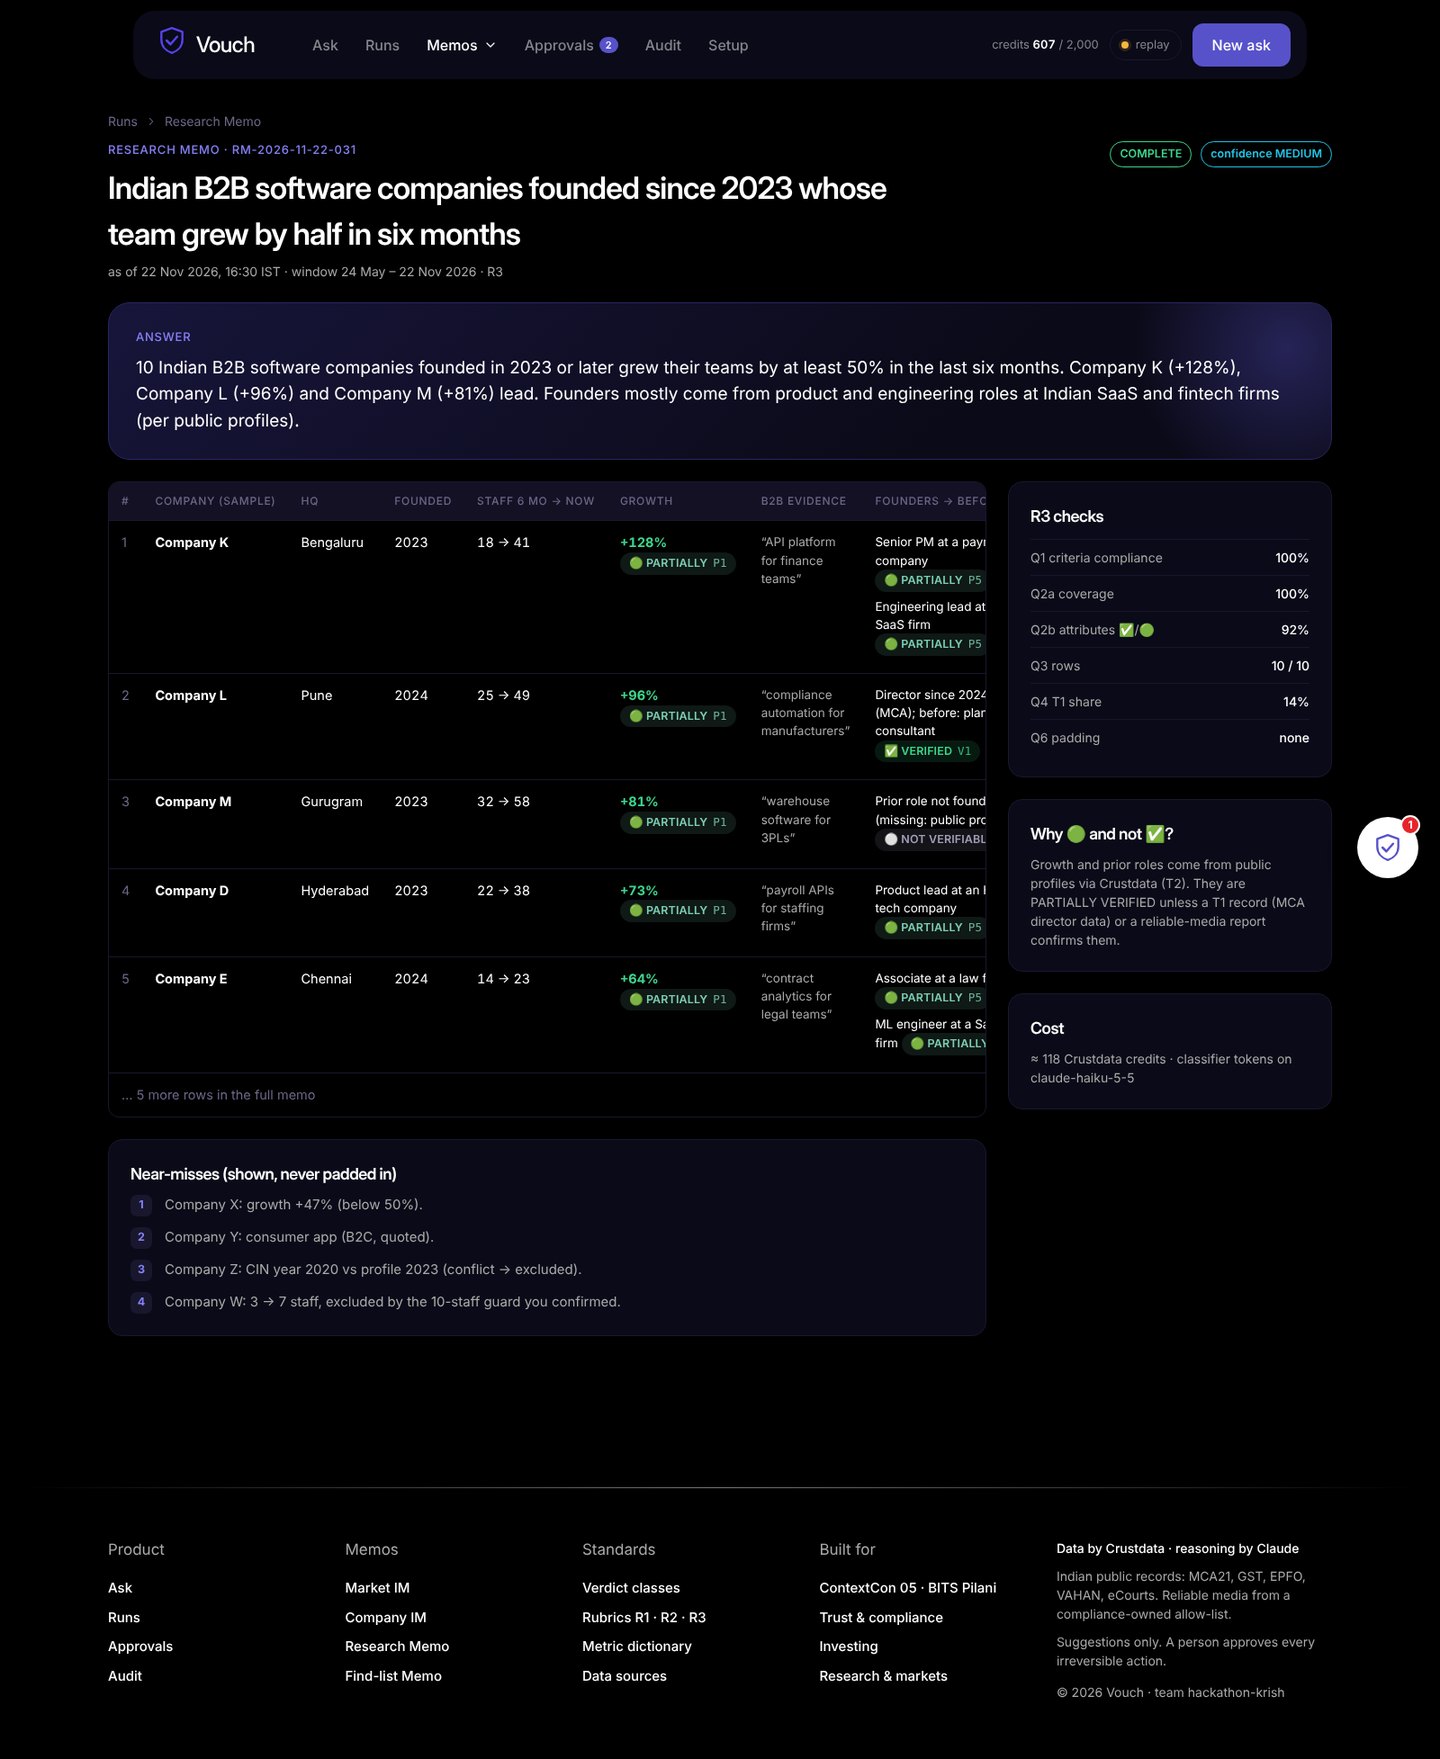 Vouch
Ask
Runs
Memos
Approvals 2
Audit
Setup
credits 607 / 2,000
replay
New ask
Runs > Research Memo
RESEARCH MEMO · RM-2026-11-22-031
COMPLETE
confidence MEDIUM
Indian B2B software companies founded since 2023 whose
team grew by half in six months
as of 22 Nov 2026, 16:30 IST · window 24 May – 22 Nov 2026 · R3
ANSWER
10 Indian B2B software companies founded in 2023 or later grew their teams by at least 50% in the last six months. Company K (+128%),
Company L (+96%) and Company M (+81%) lead. Founders mostly come from product and engineering roles at Indian SaaS and fintech firms
(per public profiles).
# COMPANY (SAMPLE) HQ FOUNDED STAFF 6 MO → NOW GROWTH B2B EVIDENCE FOUNDERS → BEFO
1 Company K Bengaluru 2023 18 → 41 +128%
🟢 PARTIALLY P1
“API platform
for finance
teams”
Senior PM at a payr
company
🟢 PARTIALLY P5
Engineering lead at
SaaS firm
🟢 PARTIALLY P5
2 Company L Pune 2024 25 → 49 +96%
🟢 PARTIALLY P1
“compliance
automation for
manufacturers”
Director since 2024
(MCA); before: plan
consultant
✅ VERIFIED V1
3 Company M Gurugram 2023 32 → 58 +81%
🟢 PARTIALLY P1
“warehouse
software for
3PLs”
Prior role not found
(missing: public pro
⚪ NOT VERIFIABL
4 Company D Hyderabad 2023 22 → 38 +73%
🟢 PARTIALLY P1
“payroll APIs
for staffing
firms”
Product lead at an
tech company
🟢 PARTIALLY P5
5 Company E Chennai 2024 14 → 23 +64%
🟢 PARTIALLY P1
“contract
analytics for
legal teams”
Associate at a law f
🟢 PARTIALLY P5
ML engineer at a Sa
firm 🟢 PARTIALLY
... 5 more rows in the full memo
R3 checks
Q1 criteria compliance 100%
Q2a coverage 100%
Q2b attributes ✅/🟢 92%
Q3 rows 10 / 10
Q4 T1 share 14%
Q6 padding none
Why 🟢 and not ✅?
Growth and prior roles come from public
profiles via Crustdata (T2). They are
PARTIALLY VERIFIED unless a T1 record (MCA
director data) or a reliable-media report
confirms them.
1
Cost
≈ 118 Crustdata credits · classifier tokens on
claude-haiku-5-5
Near-misses (shown, never padded in)
1 Company X: growth +47% (below 50%).
2 Company Y: consumer app (B2C, quoted).
3 Company Z: CIN year 2020 vs profile 2023 (conflict → excluded).
4 Company W: 3 → 7 staff, excluded by the 10-staff guard you confirmed.
Product
Ask
Runs
Approvals
Audit
Memos
Market IM
Company IM
Research Memo
Find-list Memo
Standards
Verdict classes
Rubrics R1 · R2 · R3
Metric dictionary
Data sources
Built for
ContextCon 05 · BITS Pilani
Trust & compliance
Investing
Research & markets
Data by Crustdata · reasoning by Claude
Indian public records: MCA21, GST, EPFO,
VAHAN, eCourts. Reliable media from a
compliance-owned allow-list.
Suggestions only. A person approves every
irreversible action.
© 2026 Vouch · team hackathon-krish